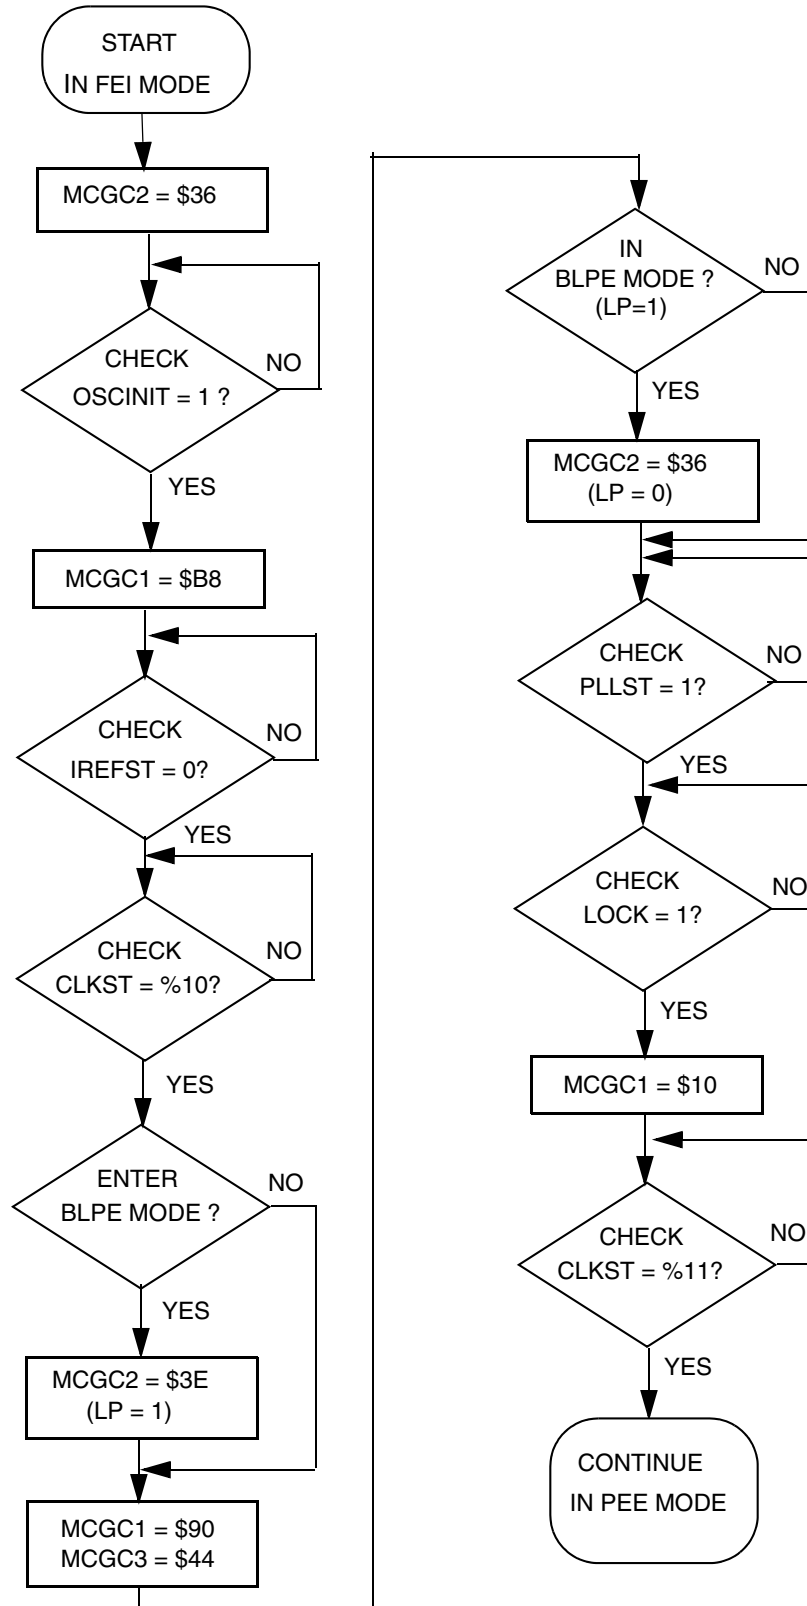 START
IN FEI MODE
MCGC2 = $36
CHECK
OSCINIT = 1 ?
NO
YES
MCGC1 = $B8
CHECK
IREFST = 0?
NO
YES
CHECK
CLKST = %10?
NO
YES
ENTER
BLPE MODE ?
NO
YES
MCGC2 = $3E
(LP = 1)
MCGC1 = $90
MCGC3 = $44
IN
BLPE MODE ?
(LP=1)
NO
YES
MCGC2 = $36
(LP = 0)
CHECK
PLLST = 1?
NO
YES
CHECK
LOCK = 1?
NO
YES
MCGC1 = $10
CHECK
CLKST = %11?
NO
YES
CONTINUE
IN PEE MODE